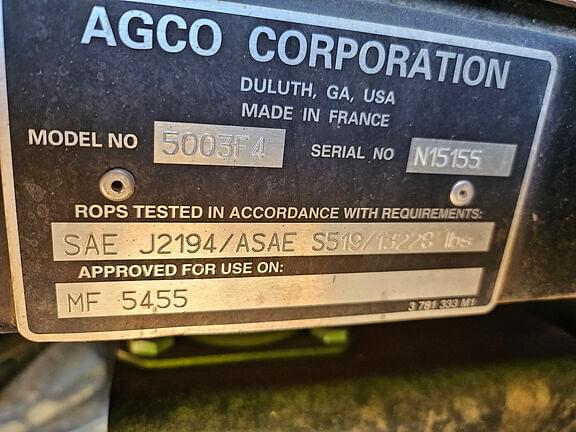 AGCO CORPORATION
DULUTH, GA, USA
MADE IN FRANCE
MODEL NO 5003F4 SERIAL NO N15155
ROPS TESTED IN ACCORDANCE WITH REQUIREMENTS:
SAE J2194/ASAE S519/13228 lbs
APPROVED FOR USE ON:
MF 5455
3 781 333 M1